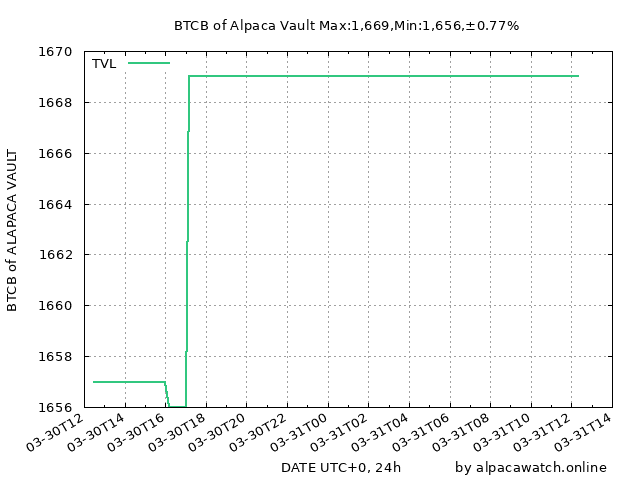 BTCB of Alpaca Vault Max:1,669,Min:1,656,±0.77%
TVL
1670
1668
1666
1664
1662
1660
1658
1656
BTCB of ALAPACA VAULT
03-30T12
03-30T14
03-30T16
03-30T18
03-30T20
03-30T22
03-31T00
03-31T02
03-31T04
03-31T06
03-31T08
03-31T10
03-31T12
03-31T14
DATE UTC+0, 24h
by alpacawatch.online